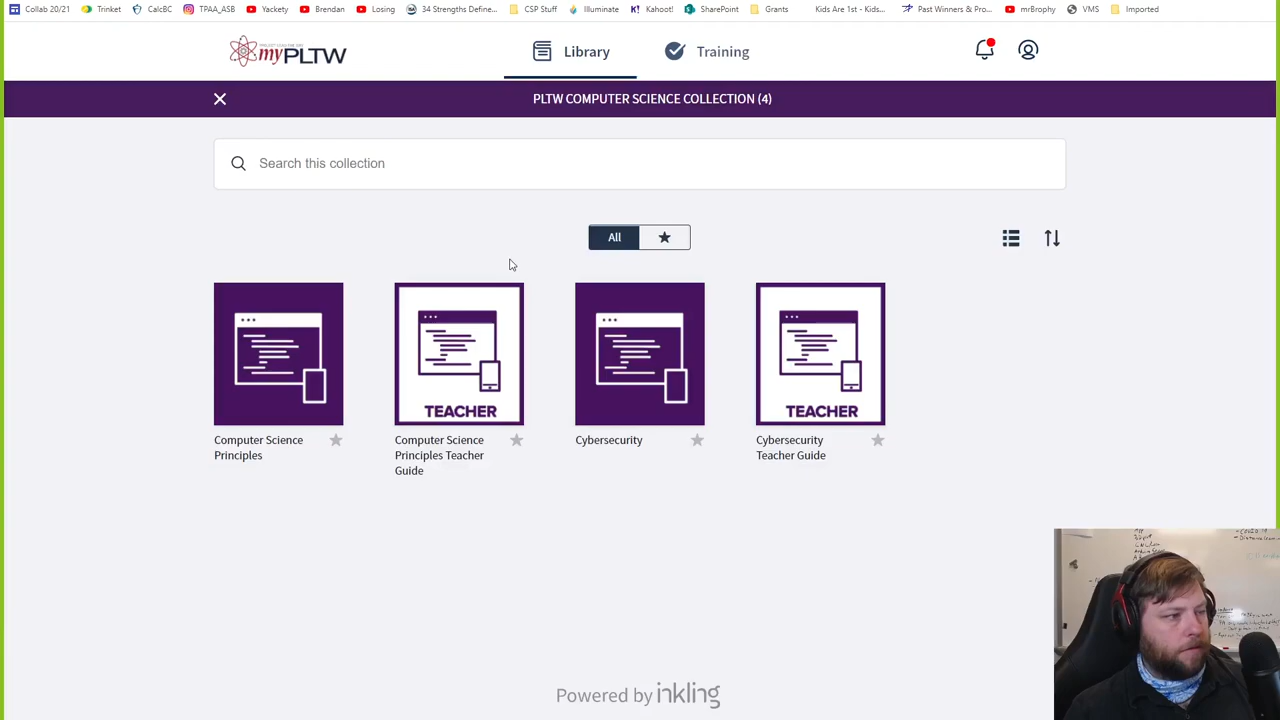 Collab 20/21 Trinket CalcBC TPAA_ASB Yackety Brendan Losing 34 Strengths Define... CSP Stuff Illuminate Kahoot! SharePoint Grants Kids Are 1st - Kids... Past Winners & Pro... mrBrophy VMS Imported
myPLTW Library Training
PLTW COMPUTER SCIENCE COLLECTION (4)
Search this collection
All
TEACHER TEACHER
Computer Science Principles
Computer Science Principles Teacher Guide
Cybersecurity
Cybersecurity Teacher Guide
Powered by inkling